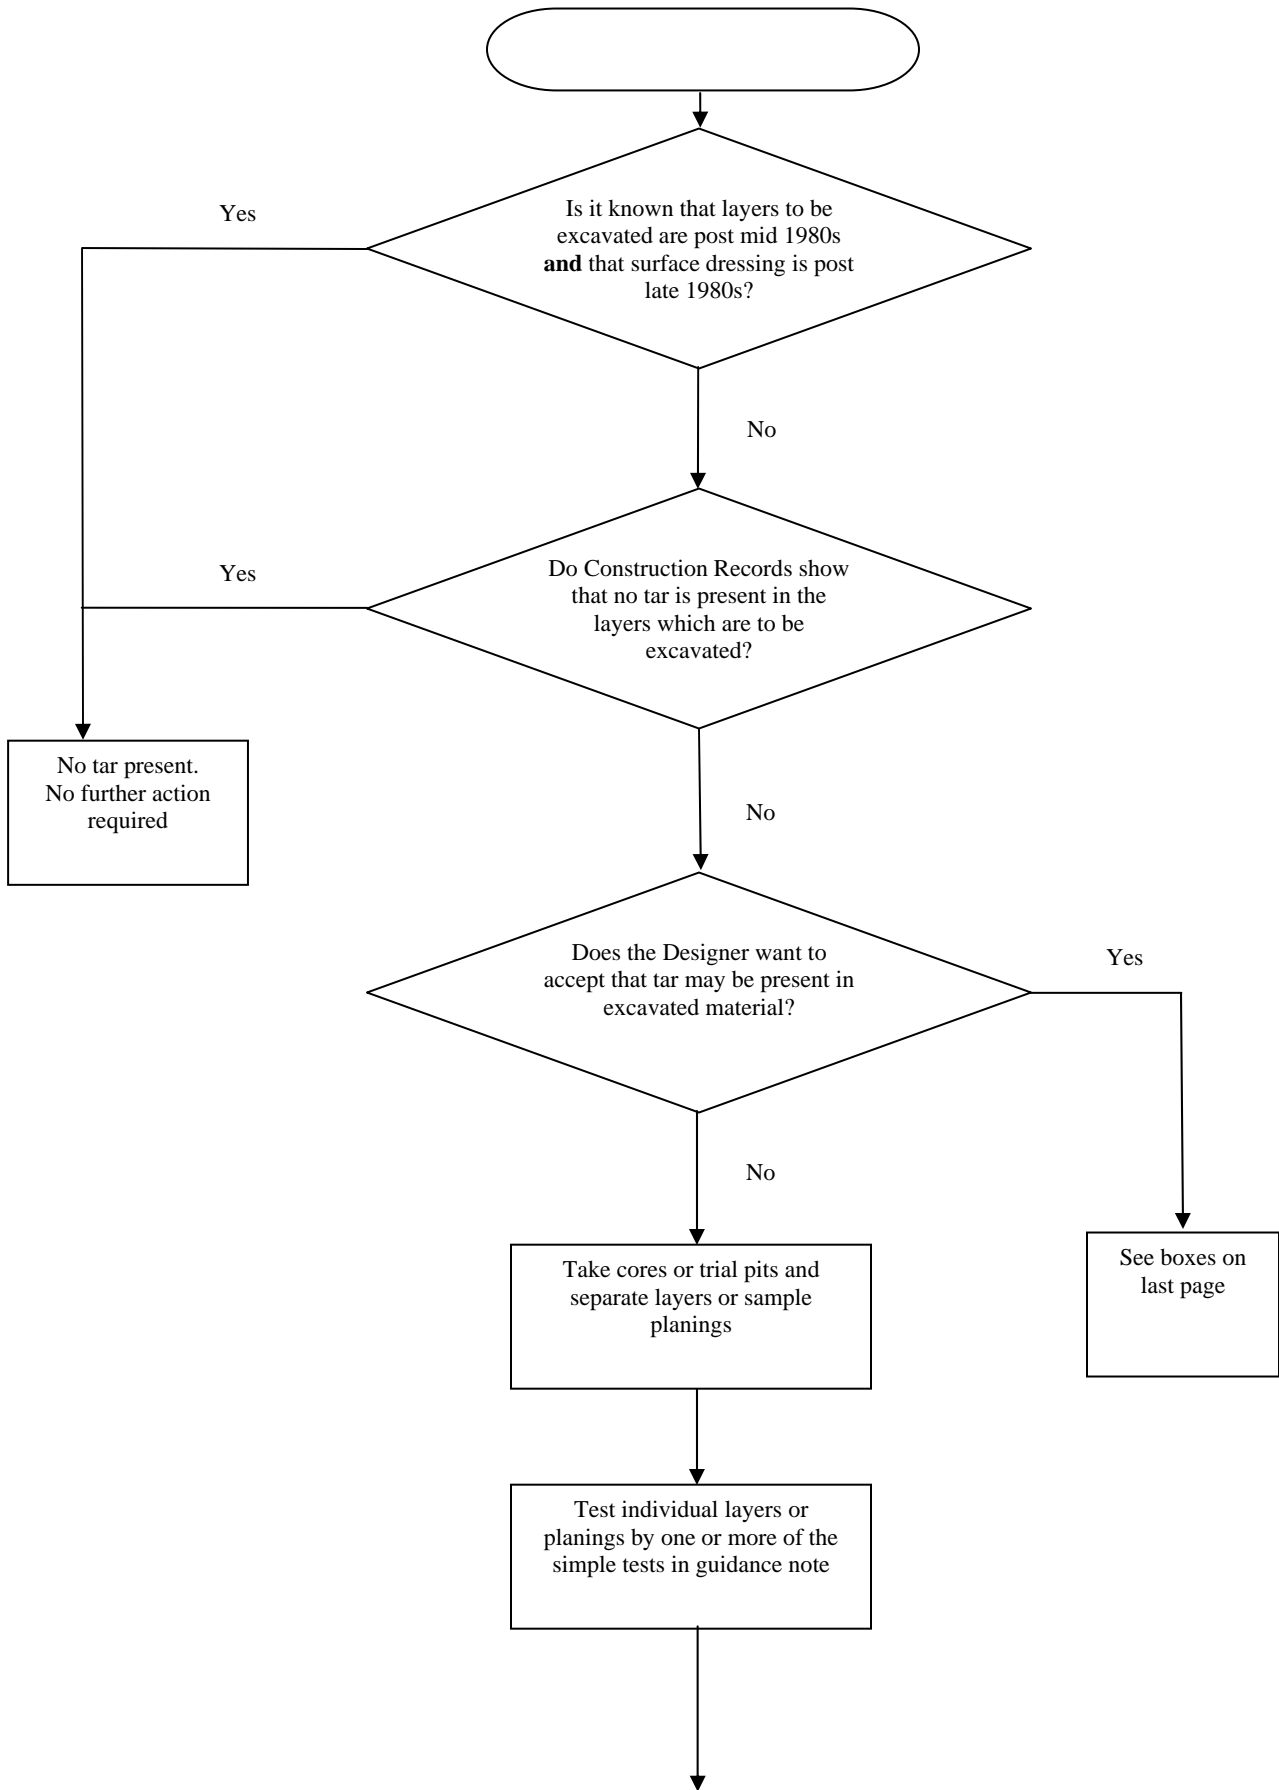 Yes
Is it known that layers to be
excavated are post mid 1980s
and that surface dressing is post
late 1980s?
No
Yes
Do Construction Records show
that no tar is present in the
layers which are to be
excavated?
No tar present.
No further action
required
No
Does the Designer want to
accept that tar may be present in
excavated material?
Yes
No
Take cores or trial pits and
separate layers or sample
planings
See boxes on
last page
Test individual layers or
planings by one or more of the
simple tests in guidance note